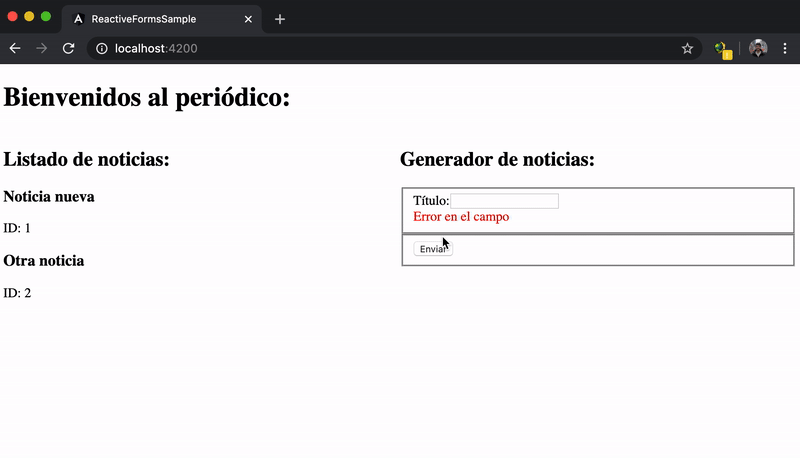 ReactiveFormsSample
localhost:4200
Bienvenidos al periódico:
Listado de noticias:
Noticia nueva
ID: 1
Otra noticia
ID: 2
Generador de noticias:
Título:
Error en el campo
Enviar